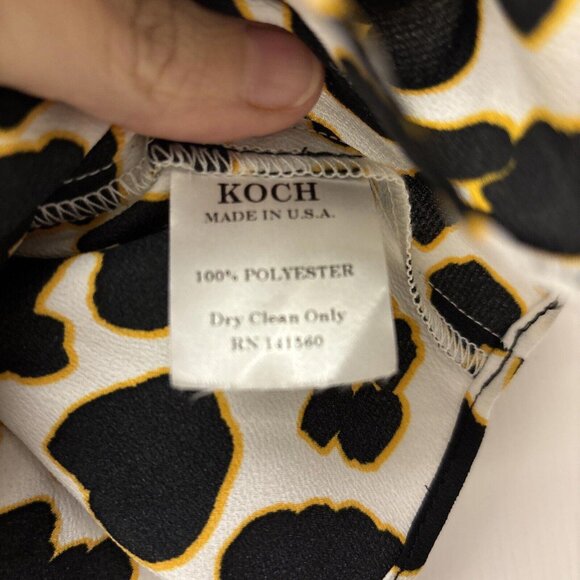 KOCH
MADE IN U.S.A.
100% POLYESTER
Dry Clean Only
RN 141560